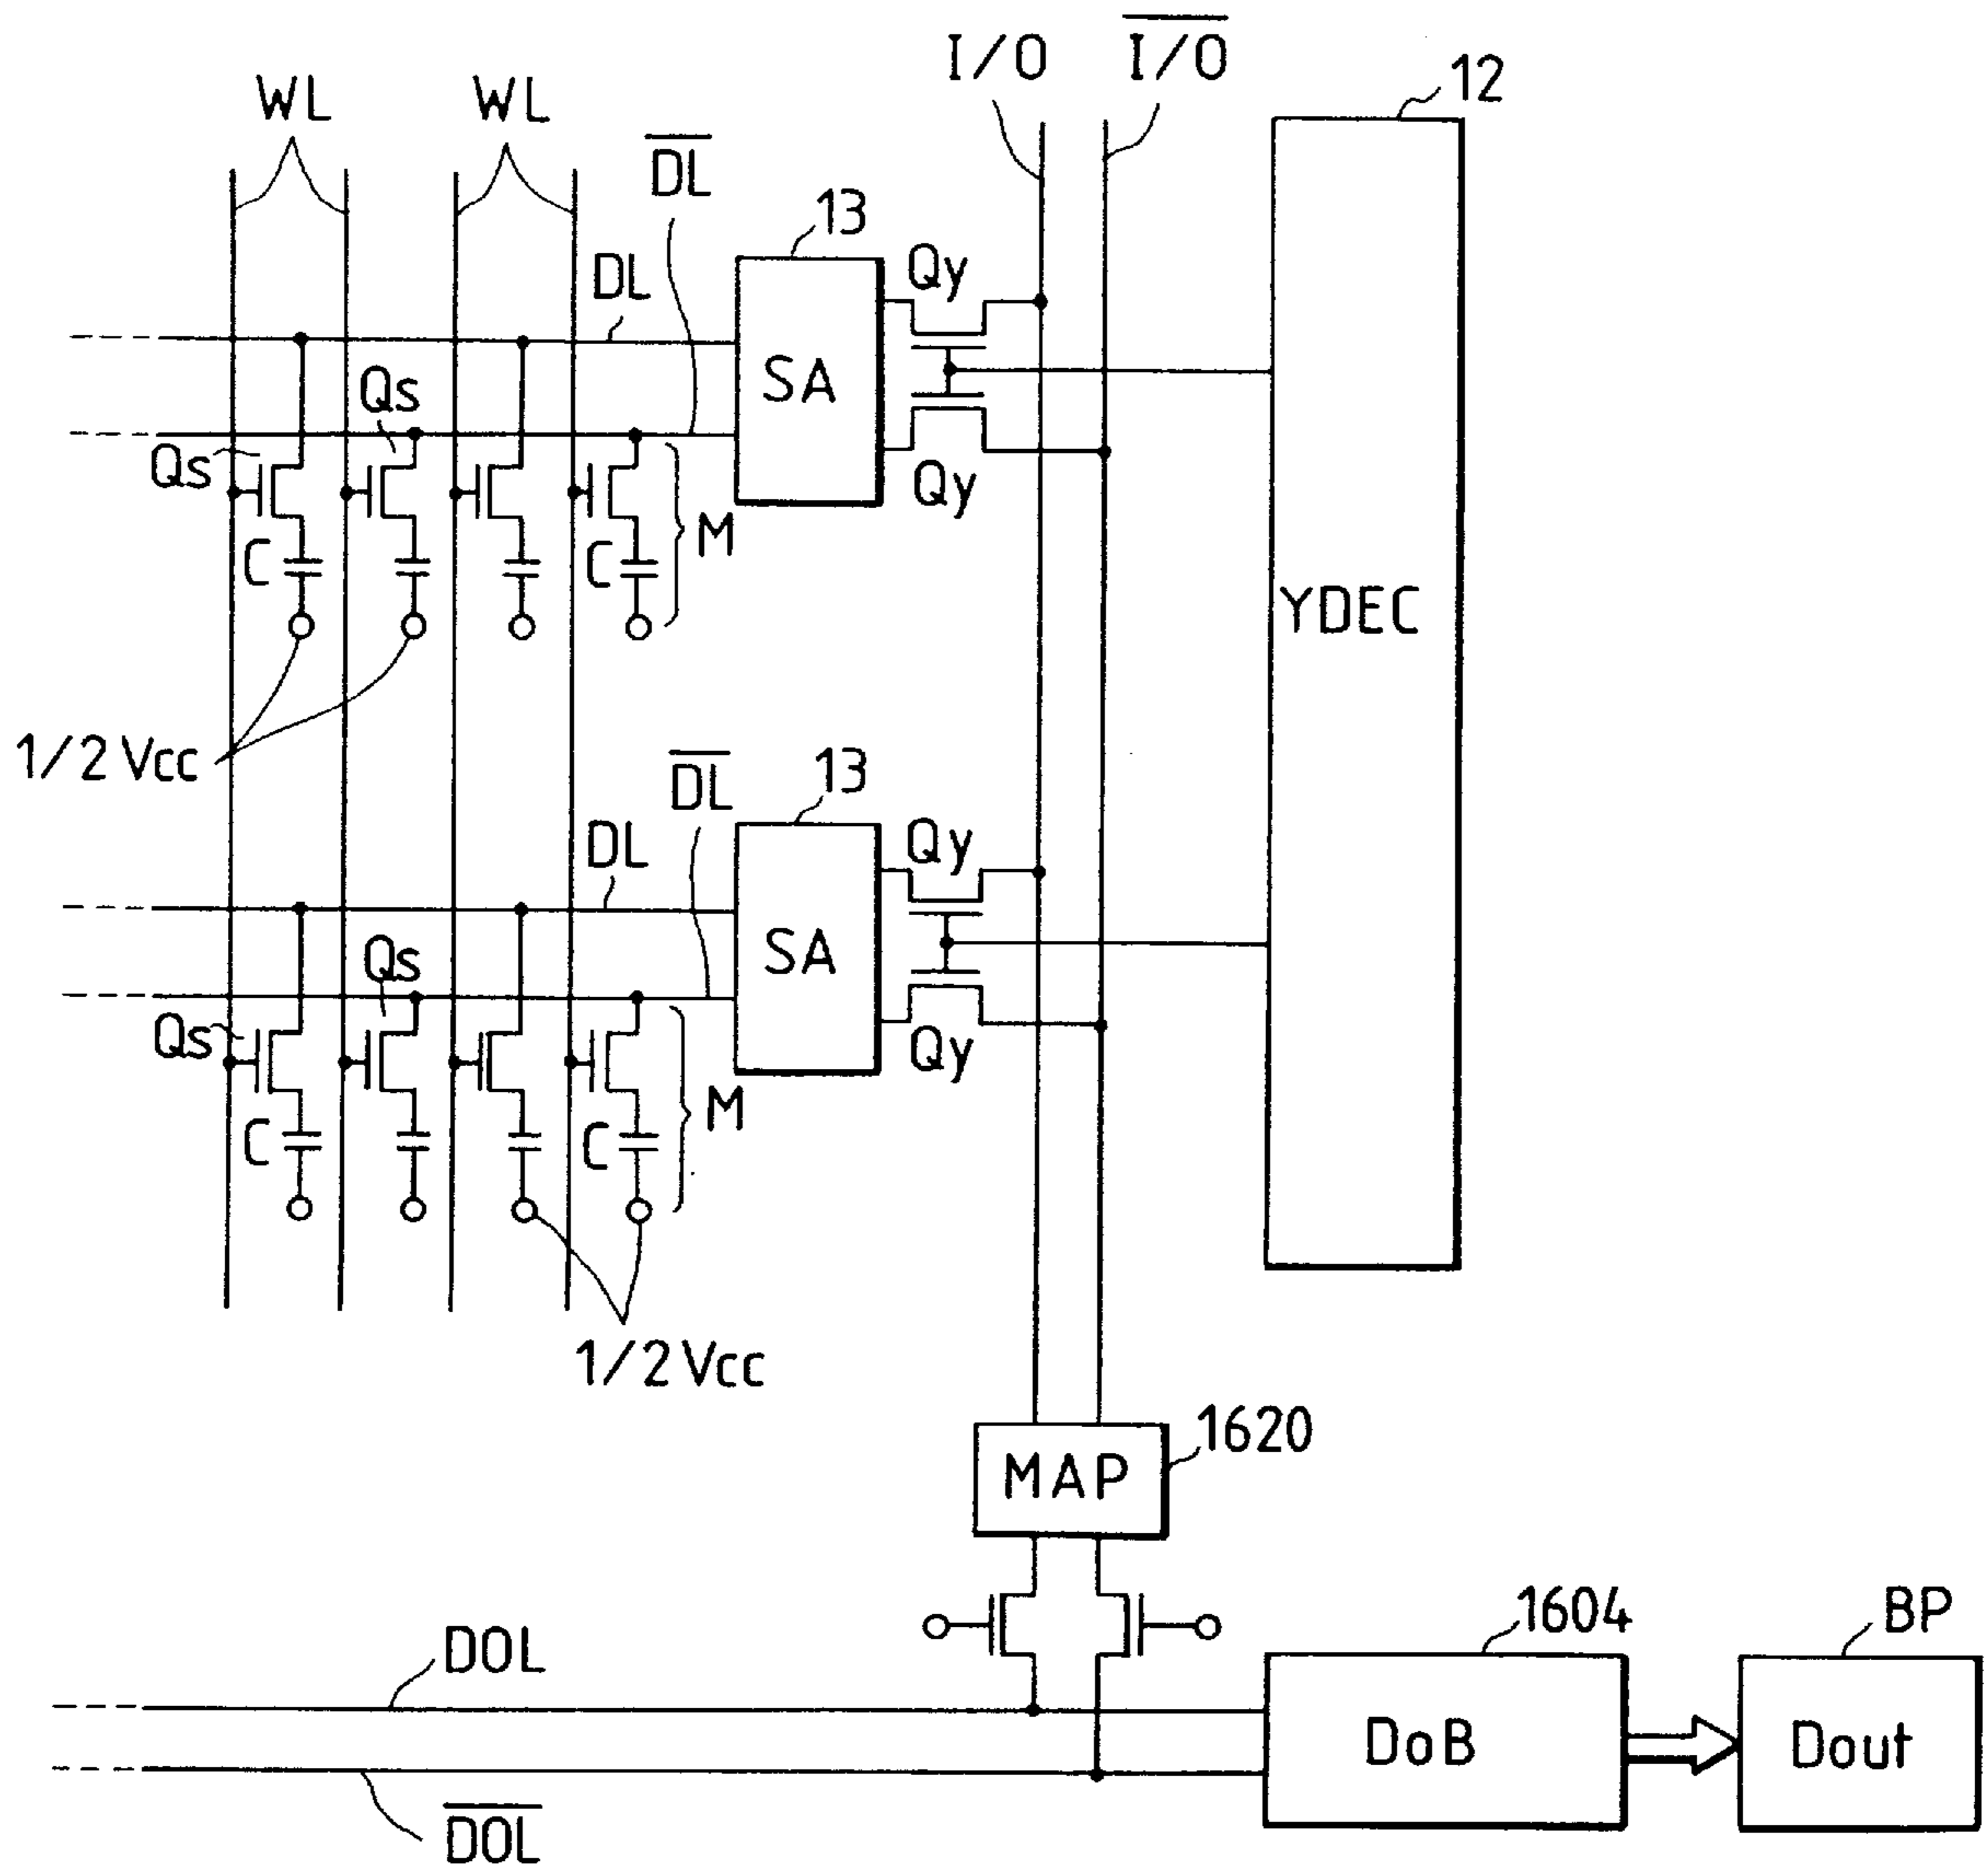 I/O
I/O
12
WL
WL
DL
13
DL
Qy
SA
Qs
Qs
Qy
M
C
C
YDEC
1/2 Vcc
DL
13
DL
Qy
SA
Qs
Qs
Qy
M
C
C
1/2 Vcc
1620
MAP
1604
BP
DOL
DoB
Dout
DOL